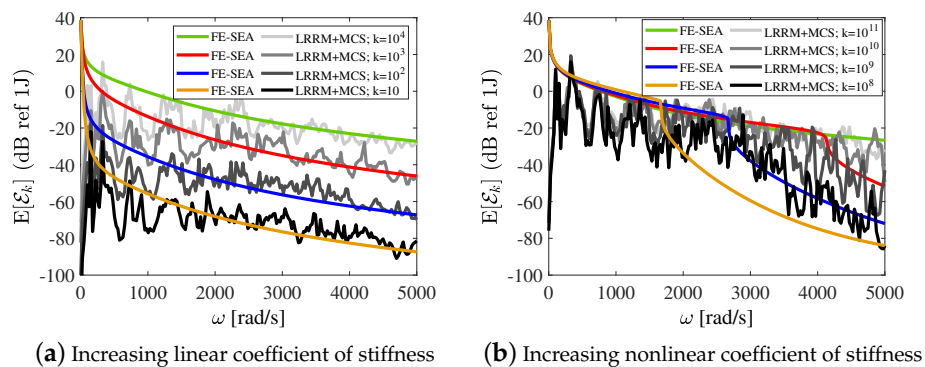 40
20
0
-20
-40
-60
-80
-100
E[ℰₖ] (dB ref 1J)
FE-SEA LRRM+MCS; k=10⁴
FE-SEA LRRM+MCS; k=10³
FE-SEA LRRM+MCS; k=10²
FE-SEA LRRM+MCS; k=10
0 1000 2000 3000 4000 5000
ω [rad/s]
(a) Increasing linear coefficient of stiffness
40
20
0
-20
-40
-60
-80
-100
E[ℰₖ] (dB ref 1J)
FE-SEA LRRM+MCS; k=10¹¹
FE-SEA LRRM+MCS; k=10¹⁰
FE-SEA LRRM+MCS; k=10⁹
FE-SEA LRRM+MCS; k=10⁸
0 1000 2000 3000 4000 5000
ω [rad/s]
(b) Increasing nonlinear coefficient of stiffness